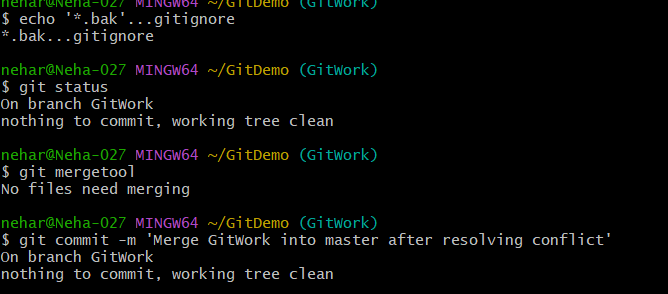 nehar@Neha-027 MINGW64 ~/GitDemo (GitWork)
$ echo '*.bak'...gitignore
*.bak...gitignore
nehar@Neha-027 MINGW64 ~/GitDemo (GitWork)
$ git status
On branch GitWork
nothing to commit, working tree clean
nehar@Neha-027 MINGW64 ~/GitDemo (GitWork)
$ git mergetool
No files need merging
nehar@Neha-027 MINGW64 ~/GitDemo (GitWork)
$ git commit -m 'Merge GitWork into master after resolving conflict'
On branch GitWork
nothing to commit, working tree clean